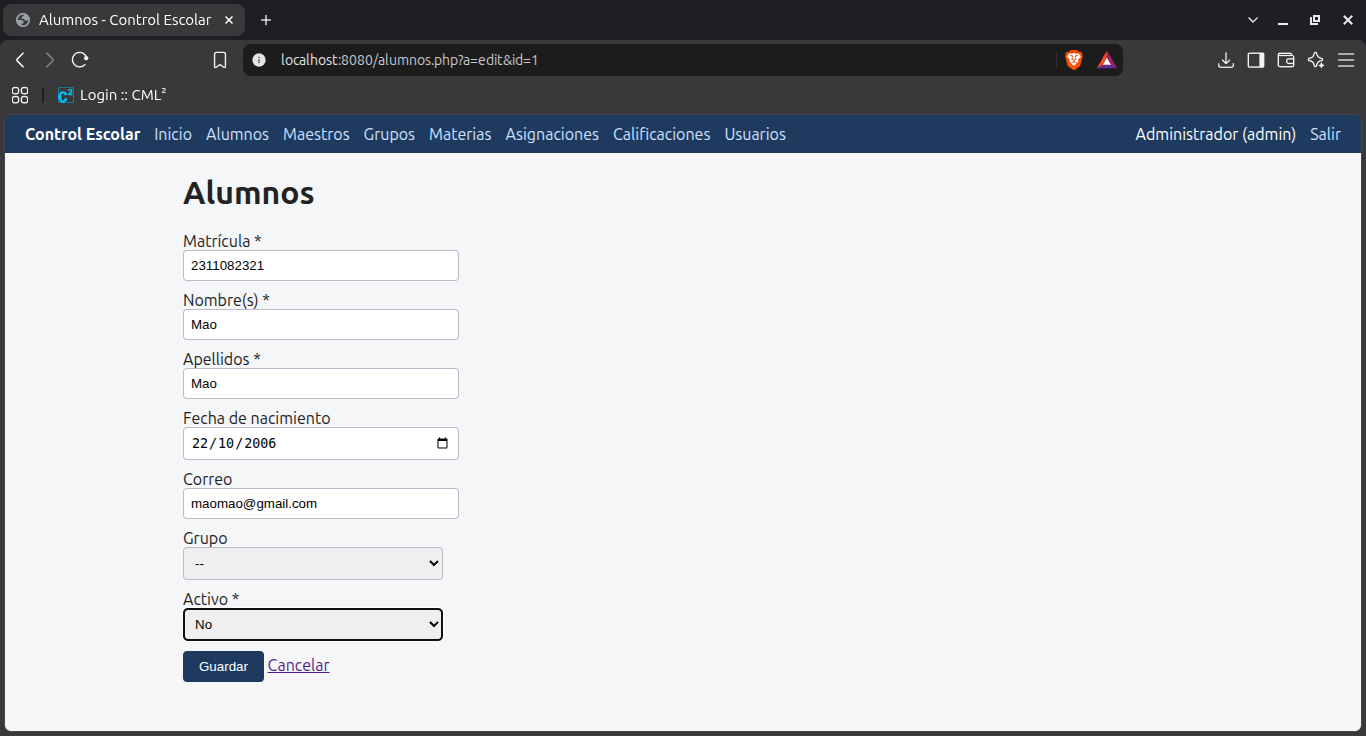 Alumnos - Control Escolar
localhost:8080/alumnos.php?a=edit&id=1
Login :: CML²
Control Escolar Inicio Alumnos Maestros Grupos Materias Asignaciones Calificaciones Usuarios Administrador (admin) Salir
Alumnos
Matrícula *
2311082321
Nombre(s) *
Mao
Apellidos *
Mao
Fecha de nacimiento
22/10/2006
Correo
maomao@gmail.com
Grupo
--
Activo *
No
Guardar Cancelar